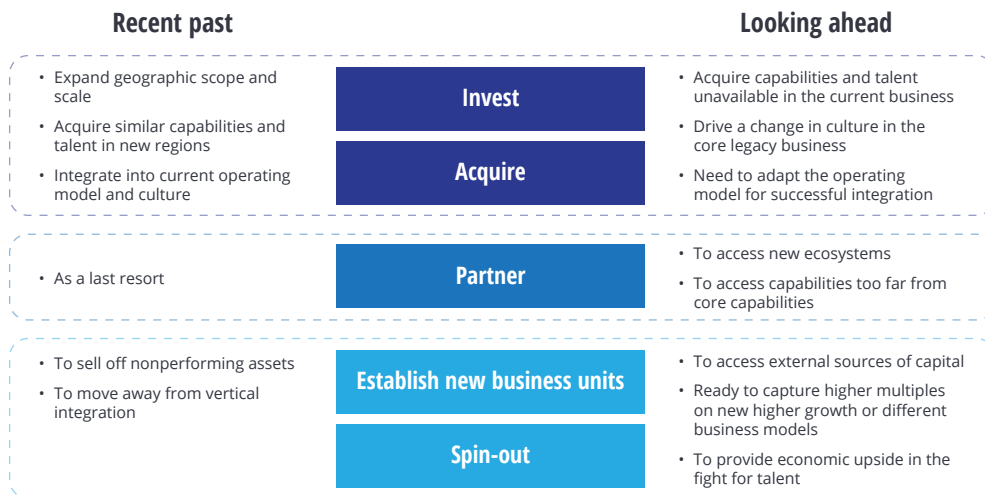 Recent past
Looking ahead
• Expand geographic scope and
scale
• Acquire similar capabilities and
talent in new regions
• Integrate into current operating
model and culture
Invest
Acquire
• Acquire capabilities and talent
unavailable in the current business
• Drive a change in culture in the
core legacy business
• Need to adapt the operating
model for successful integration
• As a last resort
Partner
• To access new ecosystems
• To access capabilities too far from
core capabilities
• To sell off nonperforming assets
• To move away from vertical
integration
Establish new business units
Spin-out
• To access external sources of capital
• Ready to capture higher multiples
on new higher growth or different
business models
• To provide economic upside in the
fight for talent